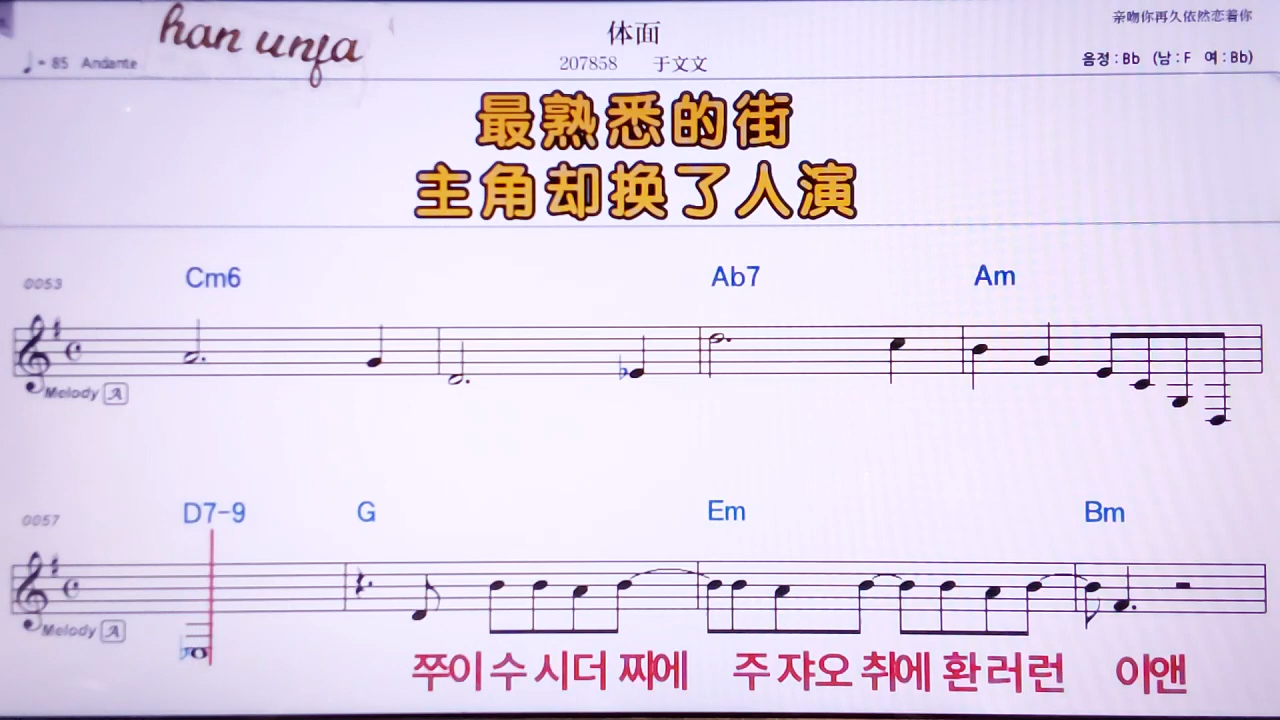 han unfa
体面
亲吻你再久依然恋着你
♩= 85 Andante
207858 于文文
음정 : Bb (남 : F 여 : Bb)
最熟悉的街
主角却换了人演
0053 Cm6 Ab7 Am
Melody A
0057 D7-9 G Em Bm
Melody A
쭈이 수 시 더 찌에 주 쟈오 취에 환 러 런 이앤